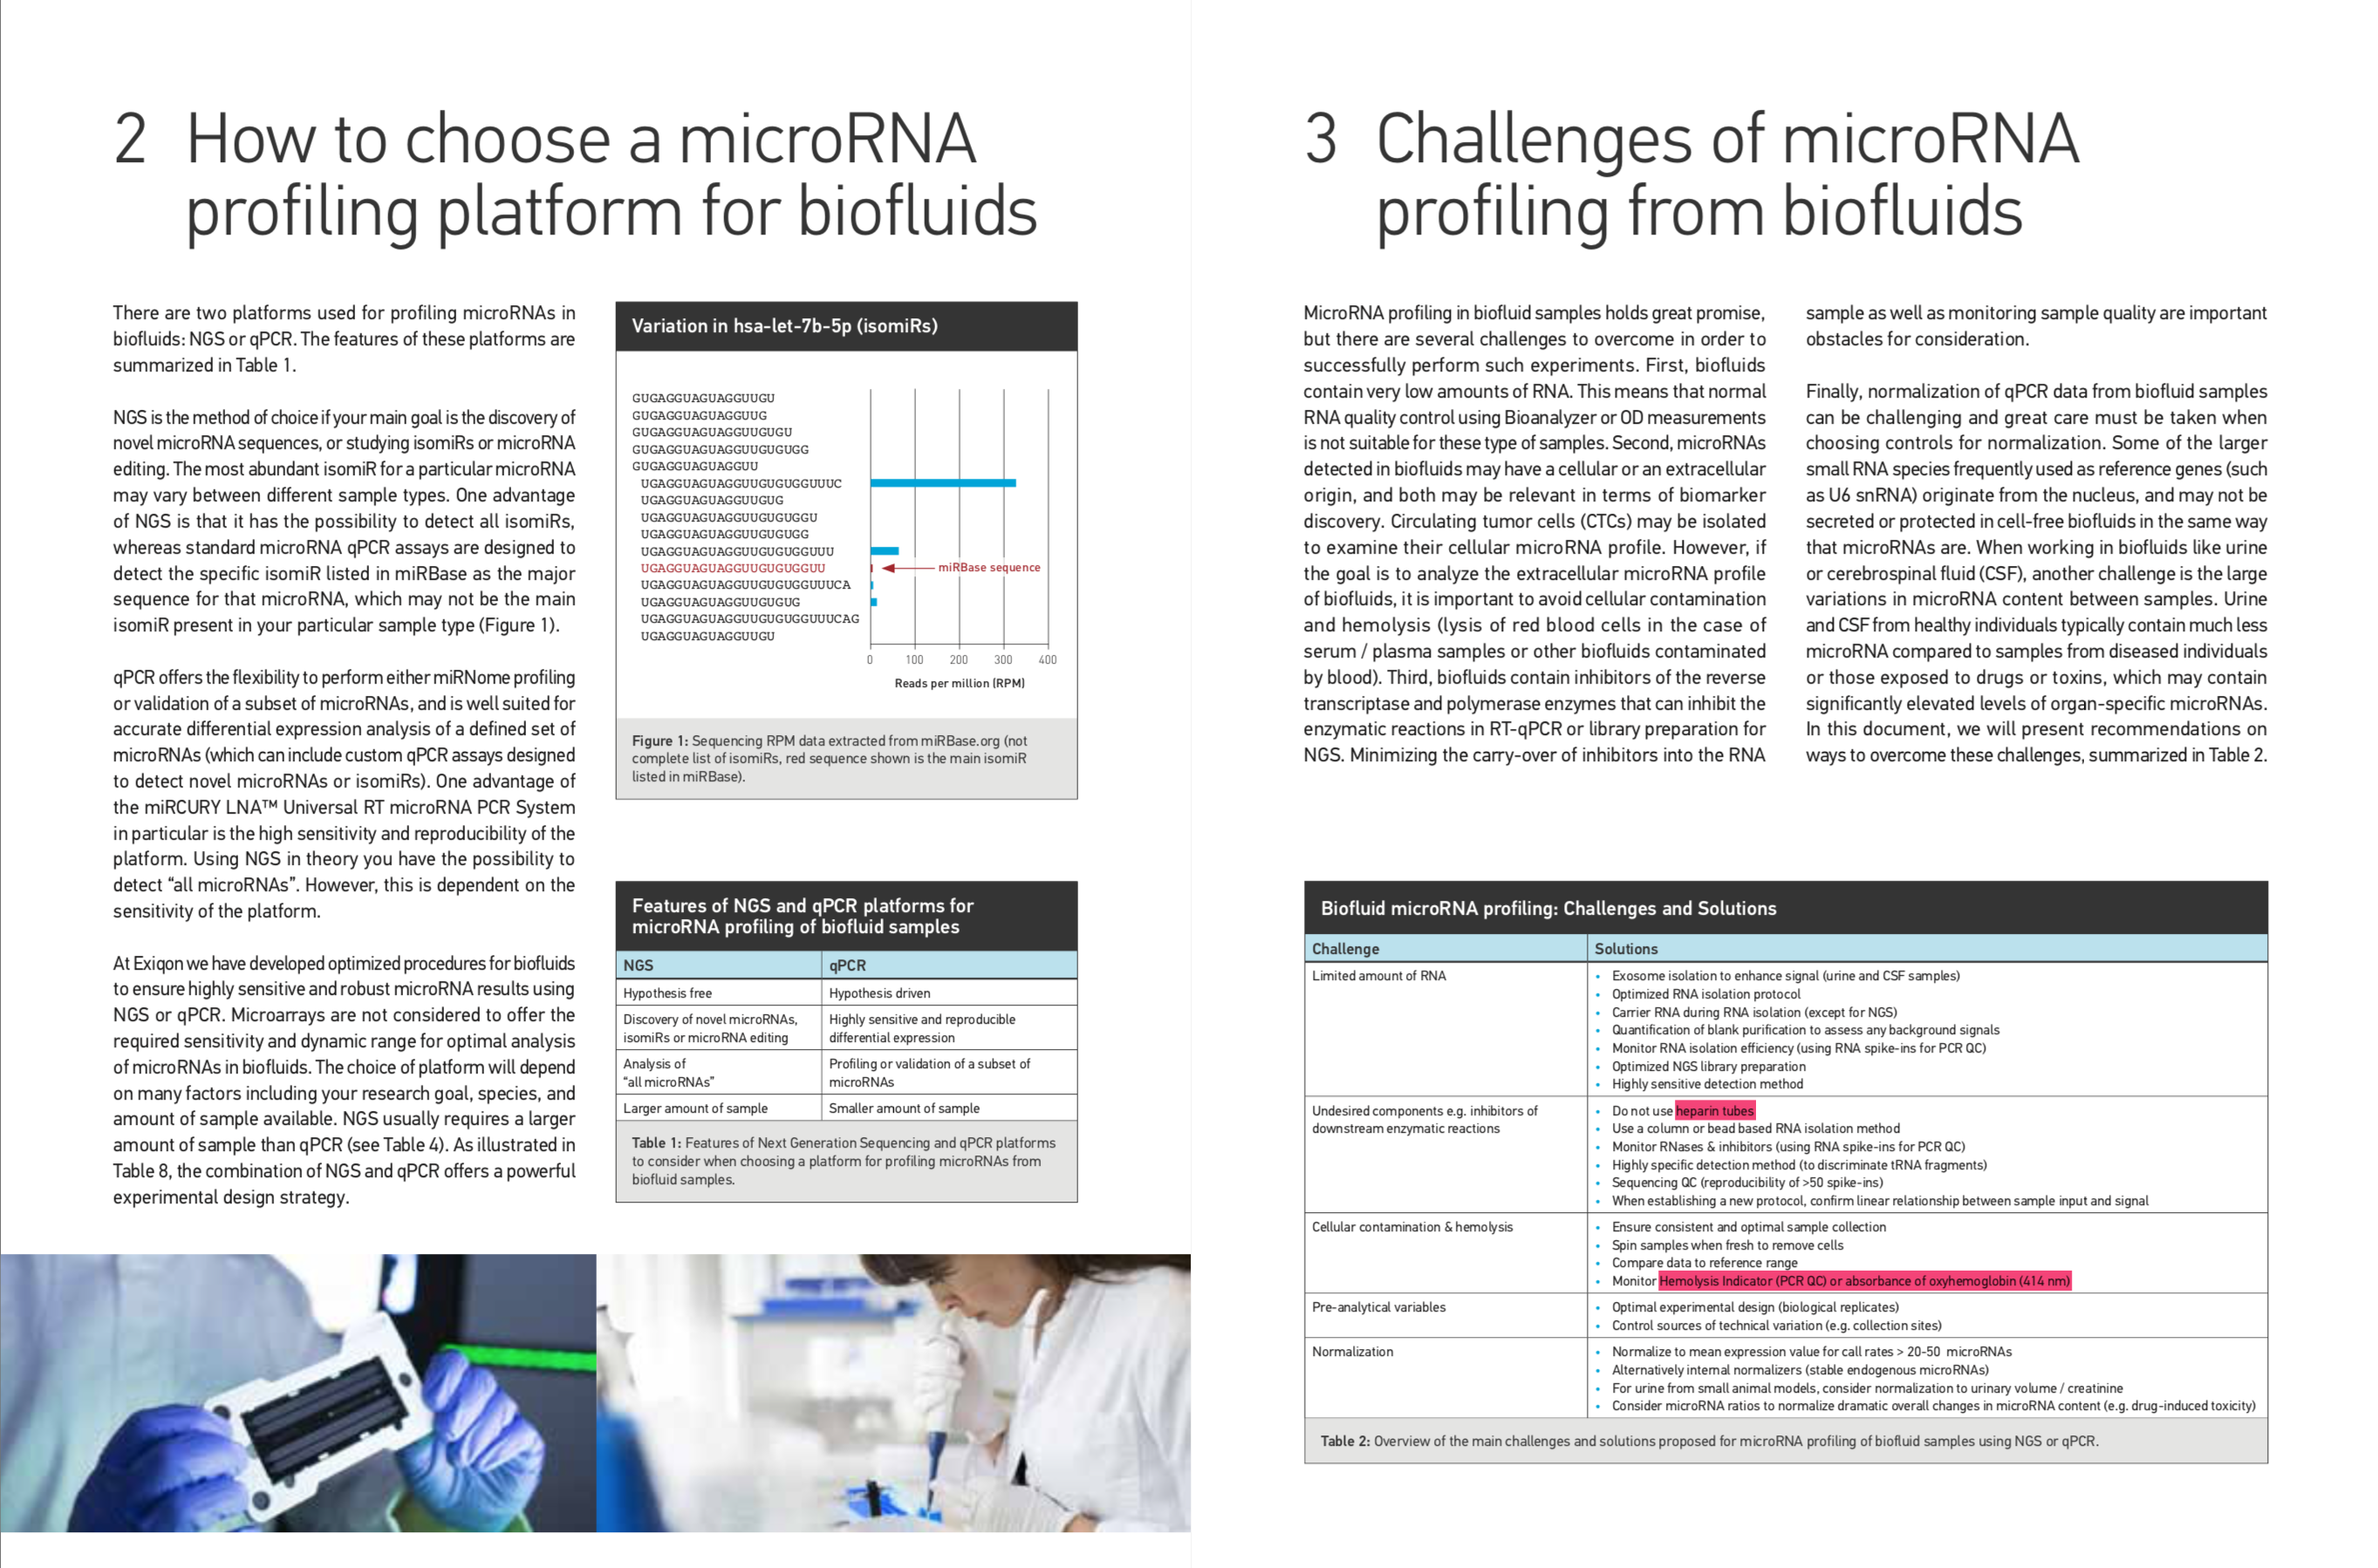 2 How to choose a microRNA
profiling platform for biofluids
There are two platforms used for profiling microRNAs in
biofluids: NGS or qPCR. The features of these platforms are
summarized in Table 1.
NGS is the method of choice if your main goal is the discovery of
novel microRNA sequences, or studying isomiRs or microRNA
editing. The most abundant isomiR for a particular microRNA
may vary between different sample types. One advantage
of NGS is that it has the possibility to detect all isomiRs,
whereas standard microRNA qPCR assays are designed to
detect the specific isomiR listed in miRBase as the major
sequence for that microRNA, which may not be the main
isomiR present in your particular sample type (Figure 1).
qPCR offers the flexibility to perform either miRNome profiling
or validation of a subset of microRNAs, and is well suited for
accurate differential expression analysis of a defined set of
microRNAs (which can include custom qPCR assays designed
to detect novel microRNAs or isomiRs). One advantage of
the miRCURY LNA™ Universal RT microRNA PCR System
in particular is the high sensitivity and reproducibility of the
platform. Using NGS in theory you have the possibility to
detect “all microRNAs”. However, this is dependent on the
sensitivity of the platform.
At Exiqon we have developed optimized procedures for biofluids
to ensure highly sensitive and robust microRNA results using
NGS or qPCR. Microarrays are not considered to offer the
required sensitivity and dynamic range for optimal analysis
of microRNAs in biofluids. The choice of platform will depend
on many factors including your research goal, species, and
amount of sample available. NGS usually requires a larger
amount of sample than qPCR (see Table 4). As illustrated in
Table 8, the combination of NGS and qPCR offers a powerful
experimental design strategy.
Variation in hsa-let-7b-5p (isomiRs)
GUGAGGUAGUAGGUUGU
GUGAGGUAGUAGGUUG
GUGAGGUAGUAGGUUGUGU
GUGAGGUAGUAGGUUGUGUGG
GUGAGGUAGUAGGUU
UGAGGUAGUAGGUUGUGUGGUUUC
UGAGGUAGUAGGUUGUG
UGAGGUAGUAGGUUGUGUGGU
UGAGGUAGUAGGUUGUGUGG
UGAGGUAGUAGGUUGUGUGGUUU
UGAGGUAGUAGGUUGUGUGGUU miRBase sequence
UGAGGUAGUAGGUUGUGUGGUUUCA
UGAGGUAGUAGGUUGUGUG
UGAGGUAGUAGGUUGUGUGGUUUCAG
UGAGGUAGUAGGUUGU
0 100 200 300 400
Reads per million (RPM)
Figure 1: Sequencing RPM data extracted from miRBase.org (not
complete list of isomiRs, red sequence shown is the main isomiR
listed in miRBase).
Features of NGS and qPCR platforms for
microRNA profiling of biofluid samples
NGS qPCR
Hypothesis free Hypothesis driven
Discovery of novel microRNAs, Highly sensitive and reproducible
isomiRs or microRNA editing differential expression
Analysis of Profiling or validation of a subset of
“all microRNAs” microRNAs
Larger amount of sample Smaller amount of sample
Table 1: Features of Next Generation Sequencing and qPCR platforms
to consider when choosing a platform for profiling microRNAs from
biofluid samples.
3 Challenges of microRNA
profiling from biofluids
MicroRNA profiling in biofluid samples holds great promise,
but there are several challenges to overcome in order to
successfully perform such experiments. First, biofluids
contain very low amounts of RNA. This means that normal
RNA quality control using Bioanalyzer or OD measurements
is not suitable for these type of samples. Second, microRNAs
detected in biofluids may have a cellular or an extracellular
origin, and both may be relevant in terms of biomarker
discovery. Circulating tumor cells (CTCs) may be isolated
to examine their cellular microRNA profile. However, if
the goal is to analyze the extracellular microRNA profile
of biofluids, it is important to avoid cellular contamination
and hemolysis (lysis of red blood cells in the case of
serum / plasma samples or other biofluids contaminated
by blood). Third, biofluids contain inhibitors of the reverse
transcriptase and polymerase enzymes that can inhibit the
enzymatic reactions in RT-qPCR or library preparation for
NGS. Minimizing the carry-over of inhibitors into the RNA
sample as well as monitoring sample quality are important
obstacles for consideration.
Finally, normalization of qPCR data from biofluid samples
can be challenging and great care must be taken when
choosing controls for normalization. Some of the larger
small RNA species frequently used as reference genes (such
as U6 snRNA) originate from the nucleus, and may not be
secreted or protected in cell-free biofluids in the same way
that microRNAs are. When working in biofluids like urine
or cerebrospinal fluid (CSF), another challenge is the large
variations in microRNA content between samples. Urine
and CSF from healthy individuals typically contain much less
microRNA compared to samples from diseased individuals
or those exposed to drugs or toxins, which may contain
significantly elevated levels of organ-specific microRNAs.
In this document, we will present recommendations on
ways to overcome these challenges, summarized in Table 2.
Biofluid microRNA profiling: Challenges and Solutions
Challenge Solutions
Limited amount of RNA • Exosome isolation to enhance signal (urine and CSF samples)
• Optimized RNA isolation protocol
• Carrier RNA during RNA isolation (except for NGS)
• Quantification of blank purification to assess any background signals
• Monitor RNA isolation efficiency (using RNA spike-ins for PCR QC)
• Optimized NGS library preparation
• Highly sensitive detection method
Undesired components e.g. inhibitors of • Do not use heparin tubes
downstream enzymatic reactions • Use a column or bead based RNA isolation method
• Monitor RNases & inhibitors (using RNA spike-ins for PCR QC)
• Highly specific detection method (to discriminate tRNA fragments)
• Sequencing QC (reproducibility of >50 spike-ins)
• When establishing a new protocol, confirm linear relationship between sample input and signal
Cellular contamination & hemolysis • Ensure consistent and optimal sample collection
• Spin samples when fresh to remove cells
• Compare data to reference range
• Monitor Hemolysis Indicator (PCR QC) or absorbance of oxyhemoglobin (414 nm)
Pre-analytical variables • Optimal experimental design (biological replicates)
• Control sources of technical variation (e.g. collection sites)
Normalization • Normalize to mean expression value for call rates > 20-50 microRNAs
• Alternatively internal normalizers (stable endogenous microRNAs)
• For urine from small animal models, consider normalization to urinary volume / creatinine
• Consider microRNA ratios to normalize dramatic overall changes in microRNA content (e.g. drug-induced toxicity)
Table 2: Overview of the main challenges and solutions proposed for microRNA profiling of biofluid samples using NGS or qPCR.